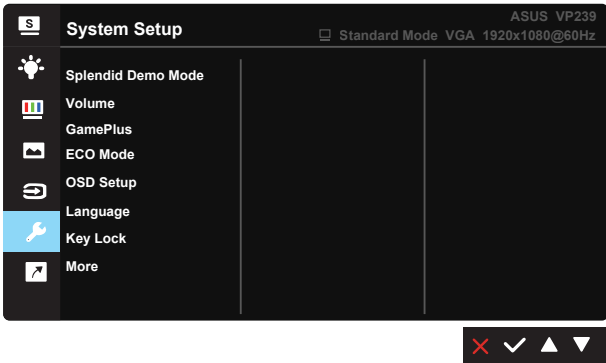 S
System Setup
ASUS VP239
Standard Mode VGA 1920x1080@60Hz
Splendid Demo Mode
Volume
GamePlus
ECO Mode
OSD Setup
Language
Key Lock
More